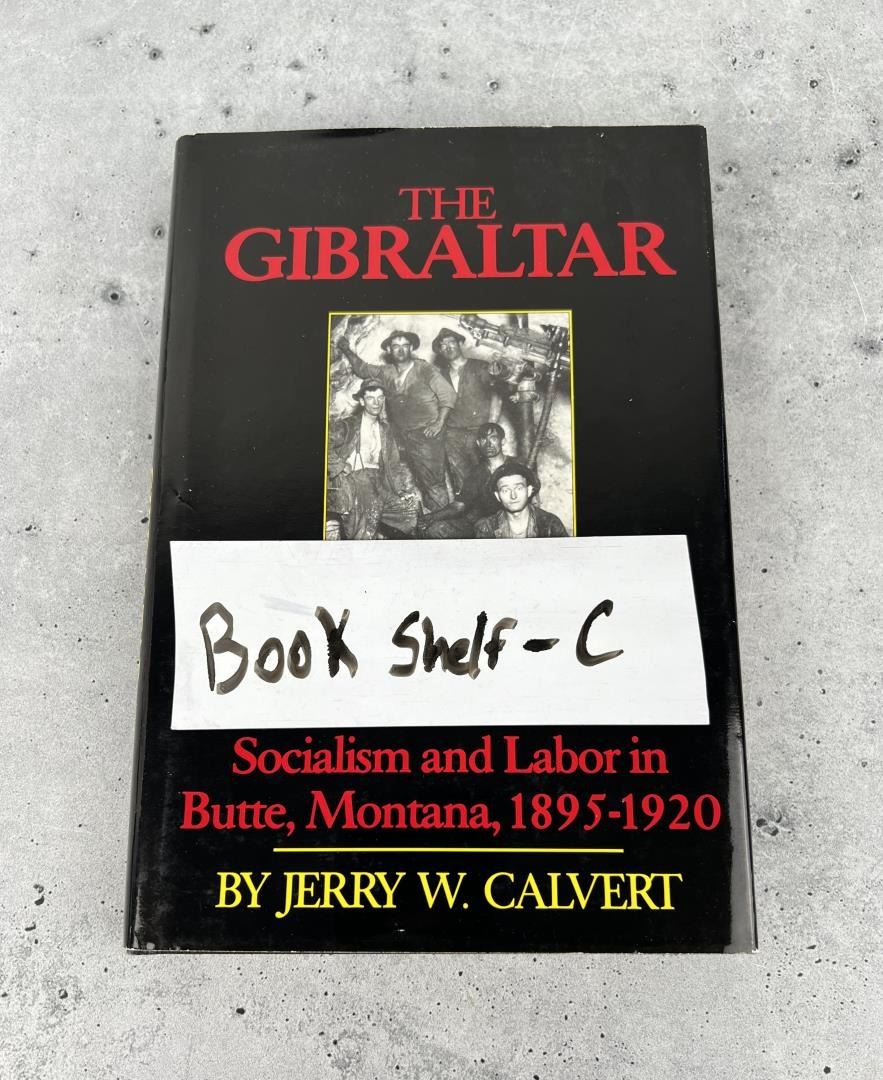 THE
GIBRALTAR
Book Shelf - C
Socialism and Labor in
Butte, Montana, 1895-1920
BY JERRY W. CALVERT